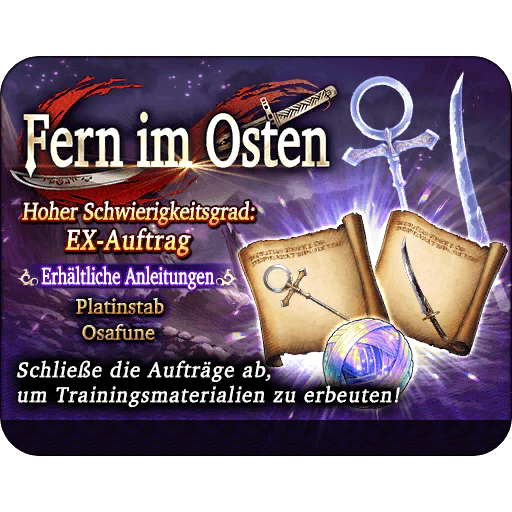 Fern im Osten
Hoher Schwierigkeitsgrad:
EX-Auftrag
Erhältliche Anleitungen
Platinstab
Osafune
Schließe die Aufträge ab,
um Trainingsmaterialien zu erbeuten!